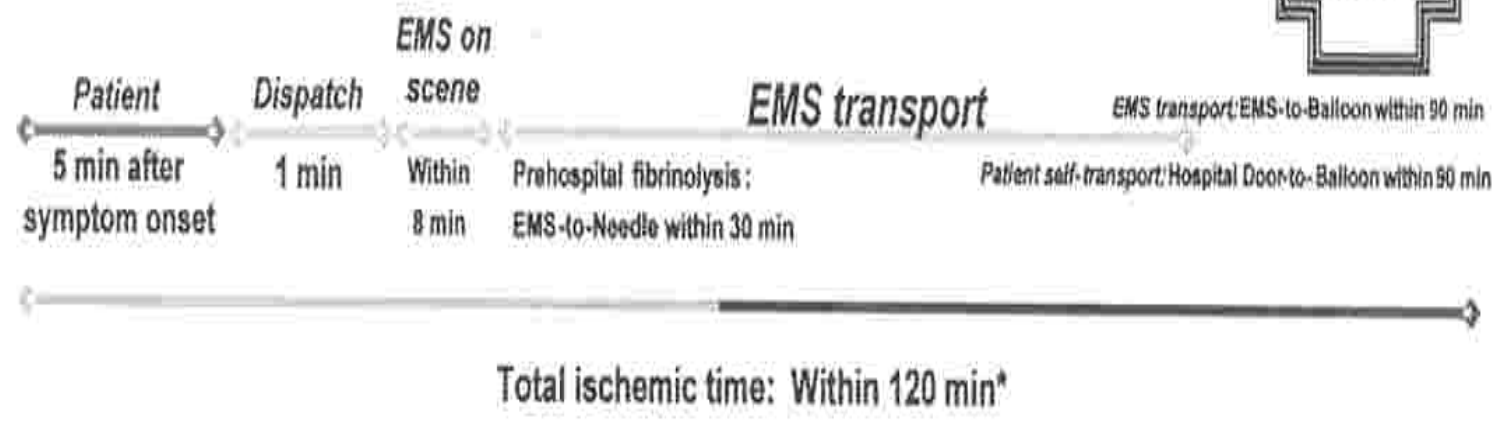 EMS on
scene
Patient
Dispatch
EMS transport
EMS transport: EMS-to-Balloon within 90 min
5 min after
symptom onset
1 min
Within
8 min
Prehospital fibrinolysis:
EMS-to-Needle within 30 min
Patient self-transport: Hospital Door-to-Balloon within 90 min
Total ischemic time: Within 120 min*